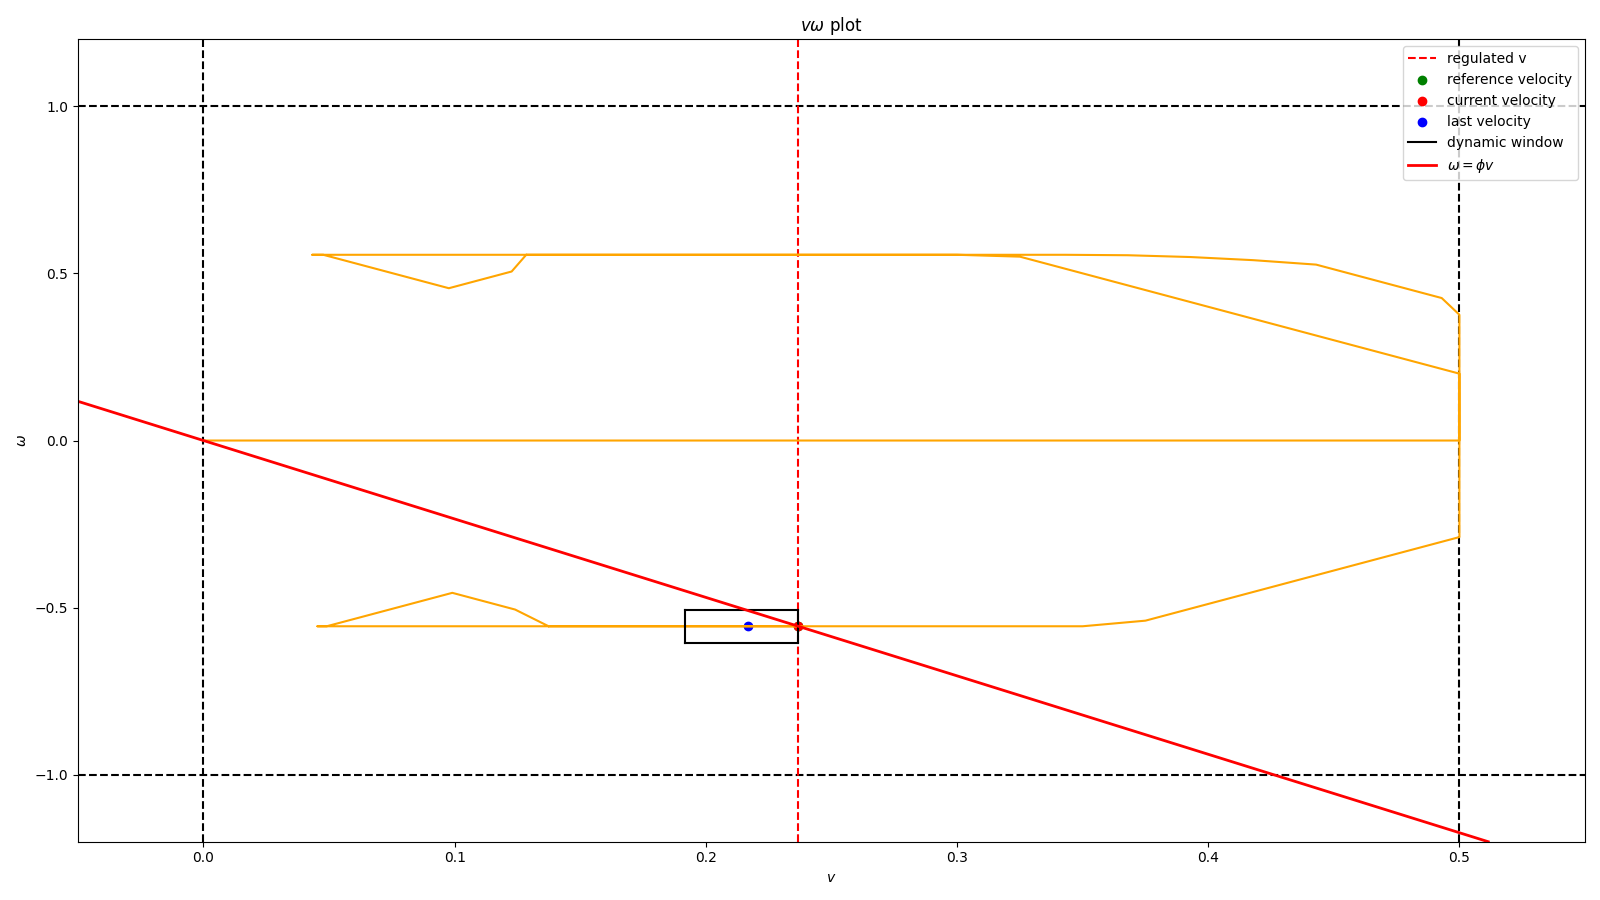 vω plot
regulated v
reference velocity
current velocity
last velocity
dynamic window
ω = ϕv
1.0
0.5
0.0
−0.5
−1.0
ω
0.0 0.1 0.2 0.3 0.4 0.5
v